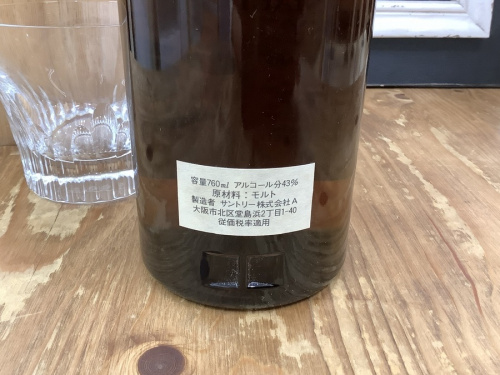 容量760㎖ アルコール分43%
原材料：モルト
製造者 サントリー株式会社A
大阪市北区堂島浜2丁目1-40
従価税率適用